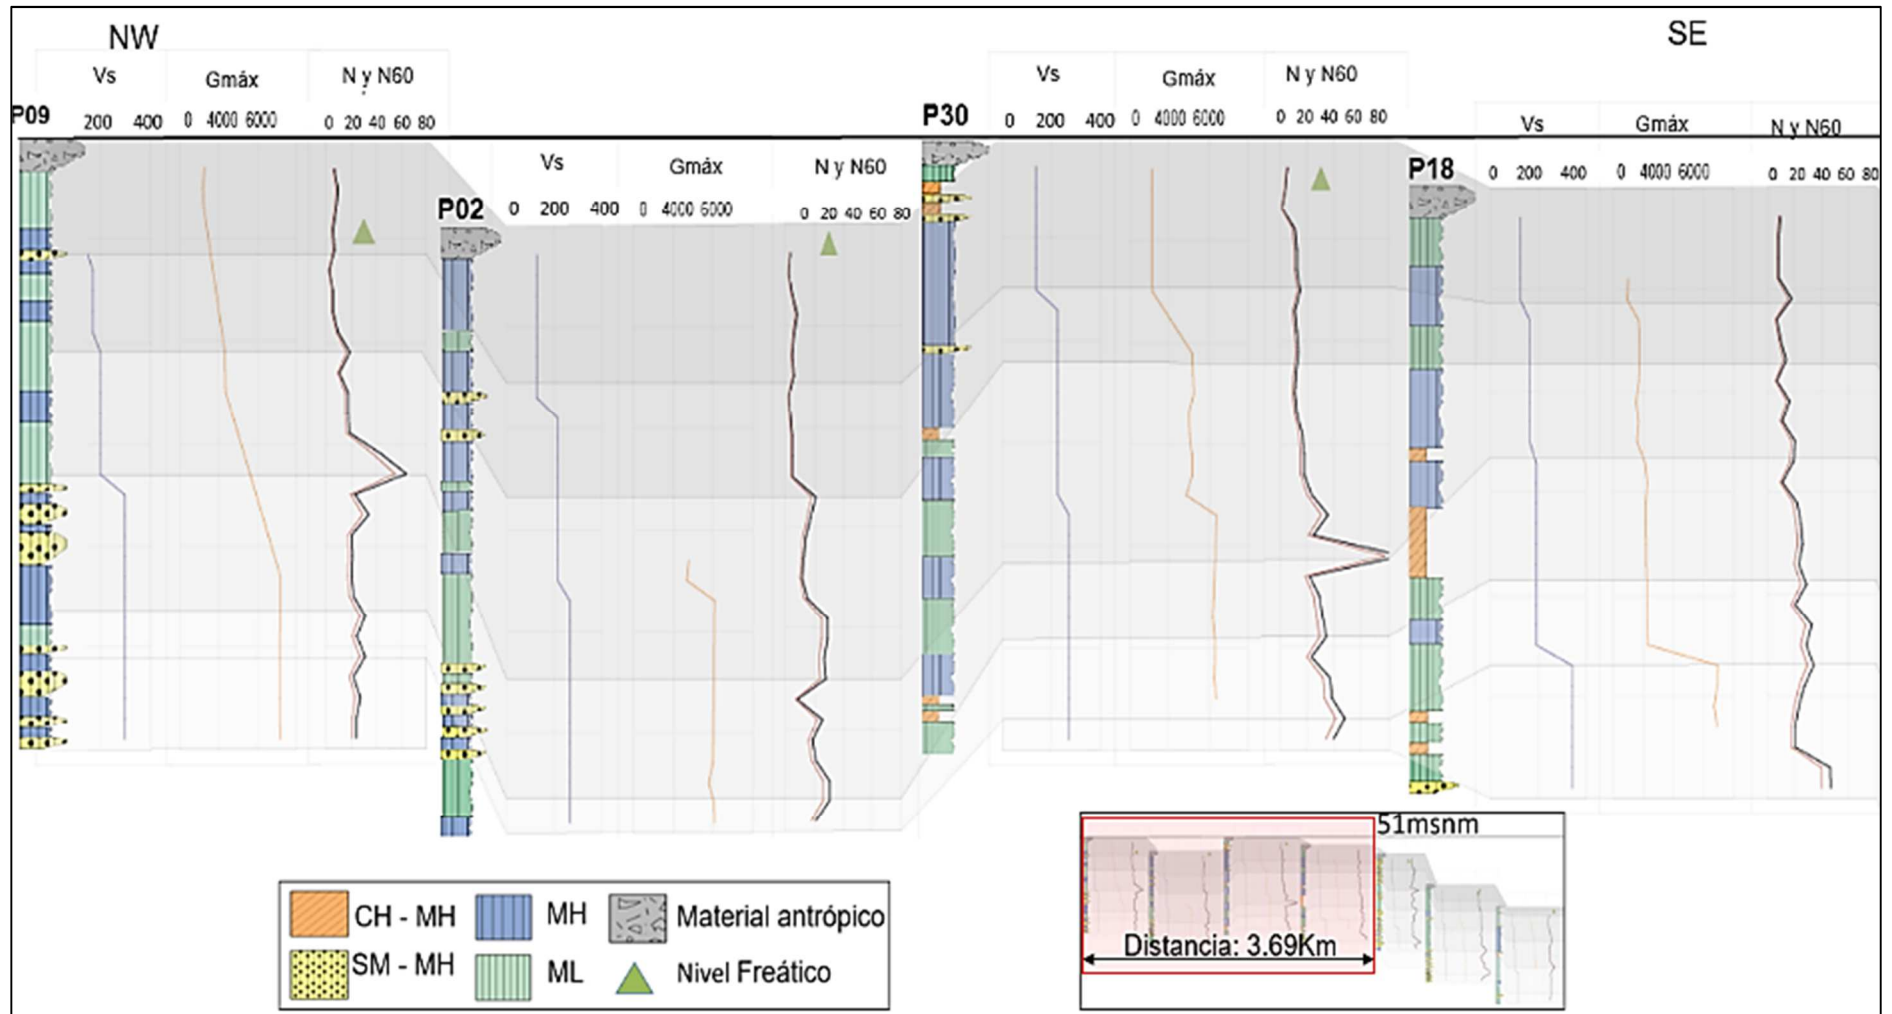 NW
SE
Vs Gmáx N y N60
P09 200 400 0 4000 6000 0 20 40 60 80
Vs Gmáx N y N60
P02 0 200 400 0 4000 6000 0 20 40 60 80
Vs Gmáx N y N60
P30 0 200 400 0 4000 6000 0 20 40 60 80
Vs Gmáx N y N60
P18 0 200 400 0 4000 6000 0 20 40 60 80
CH - MH MH Material antrópico
SM - MH ML Nivel Freático
51msnm
Distancia: 3.69Km